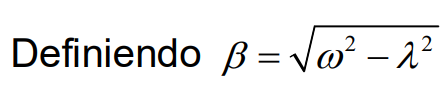 Definiendo β = √(ω² − λ²)